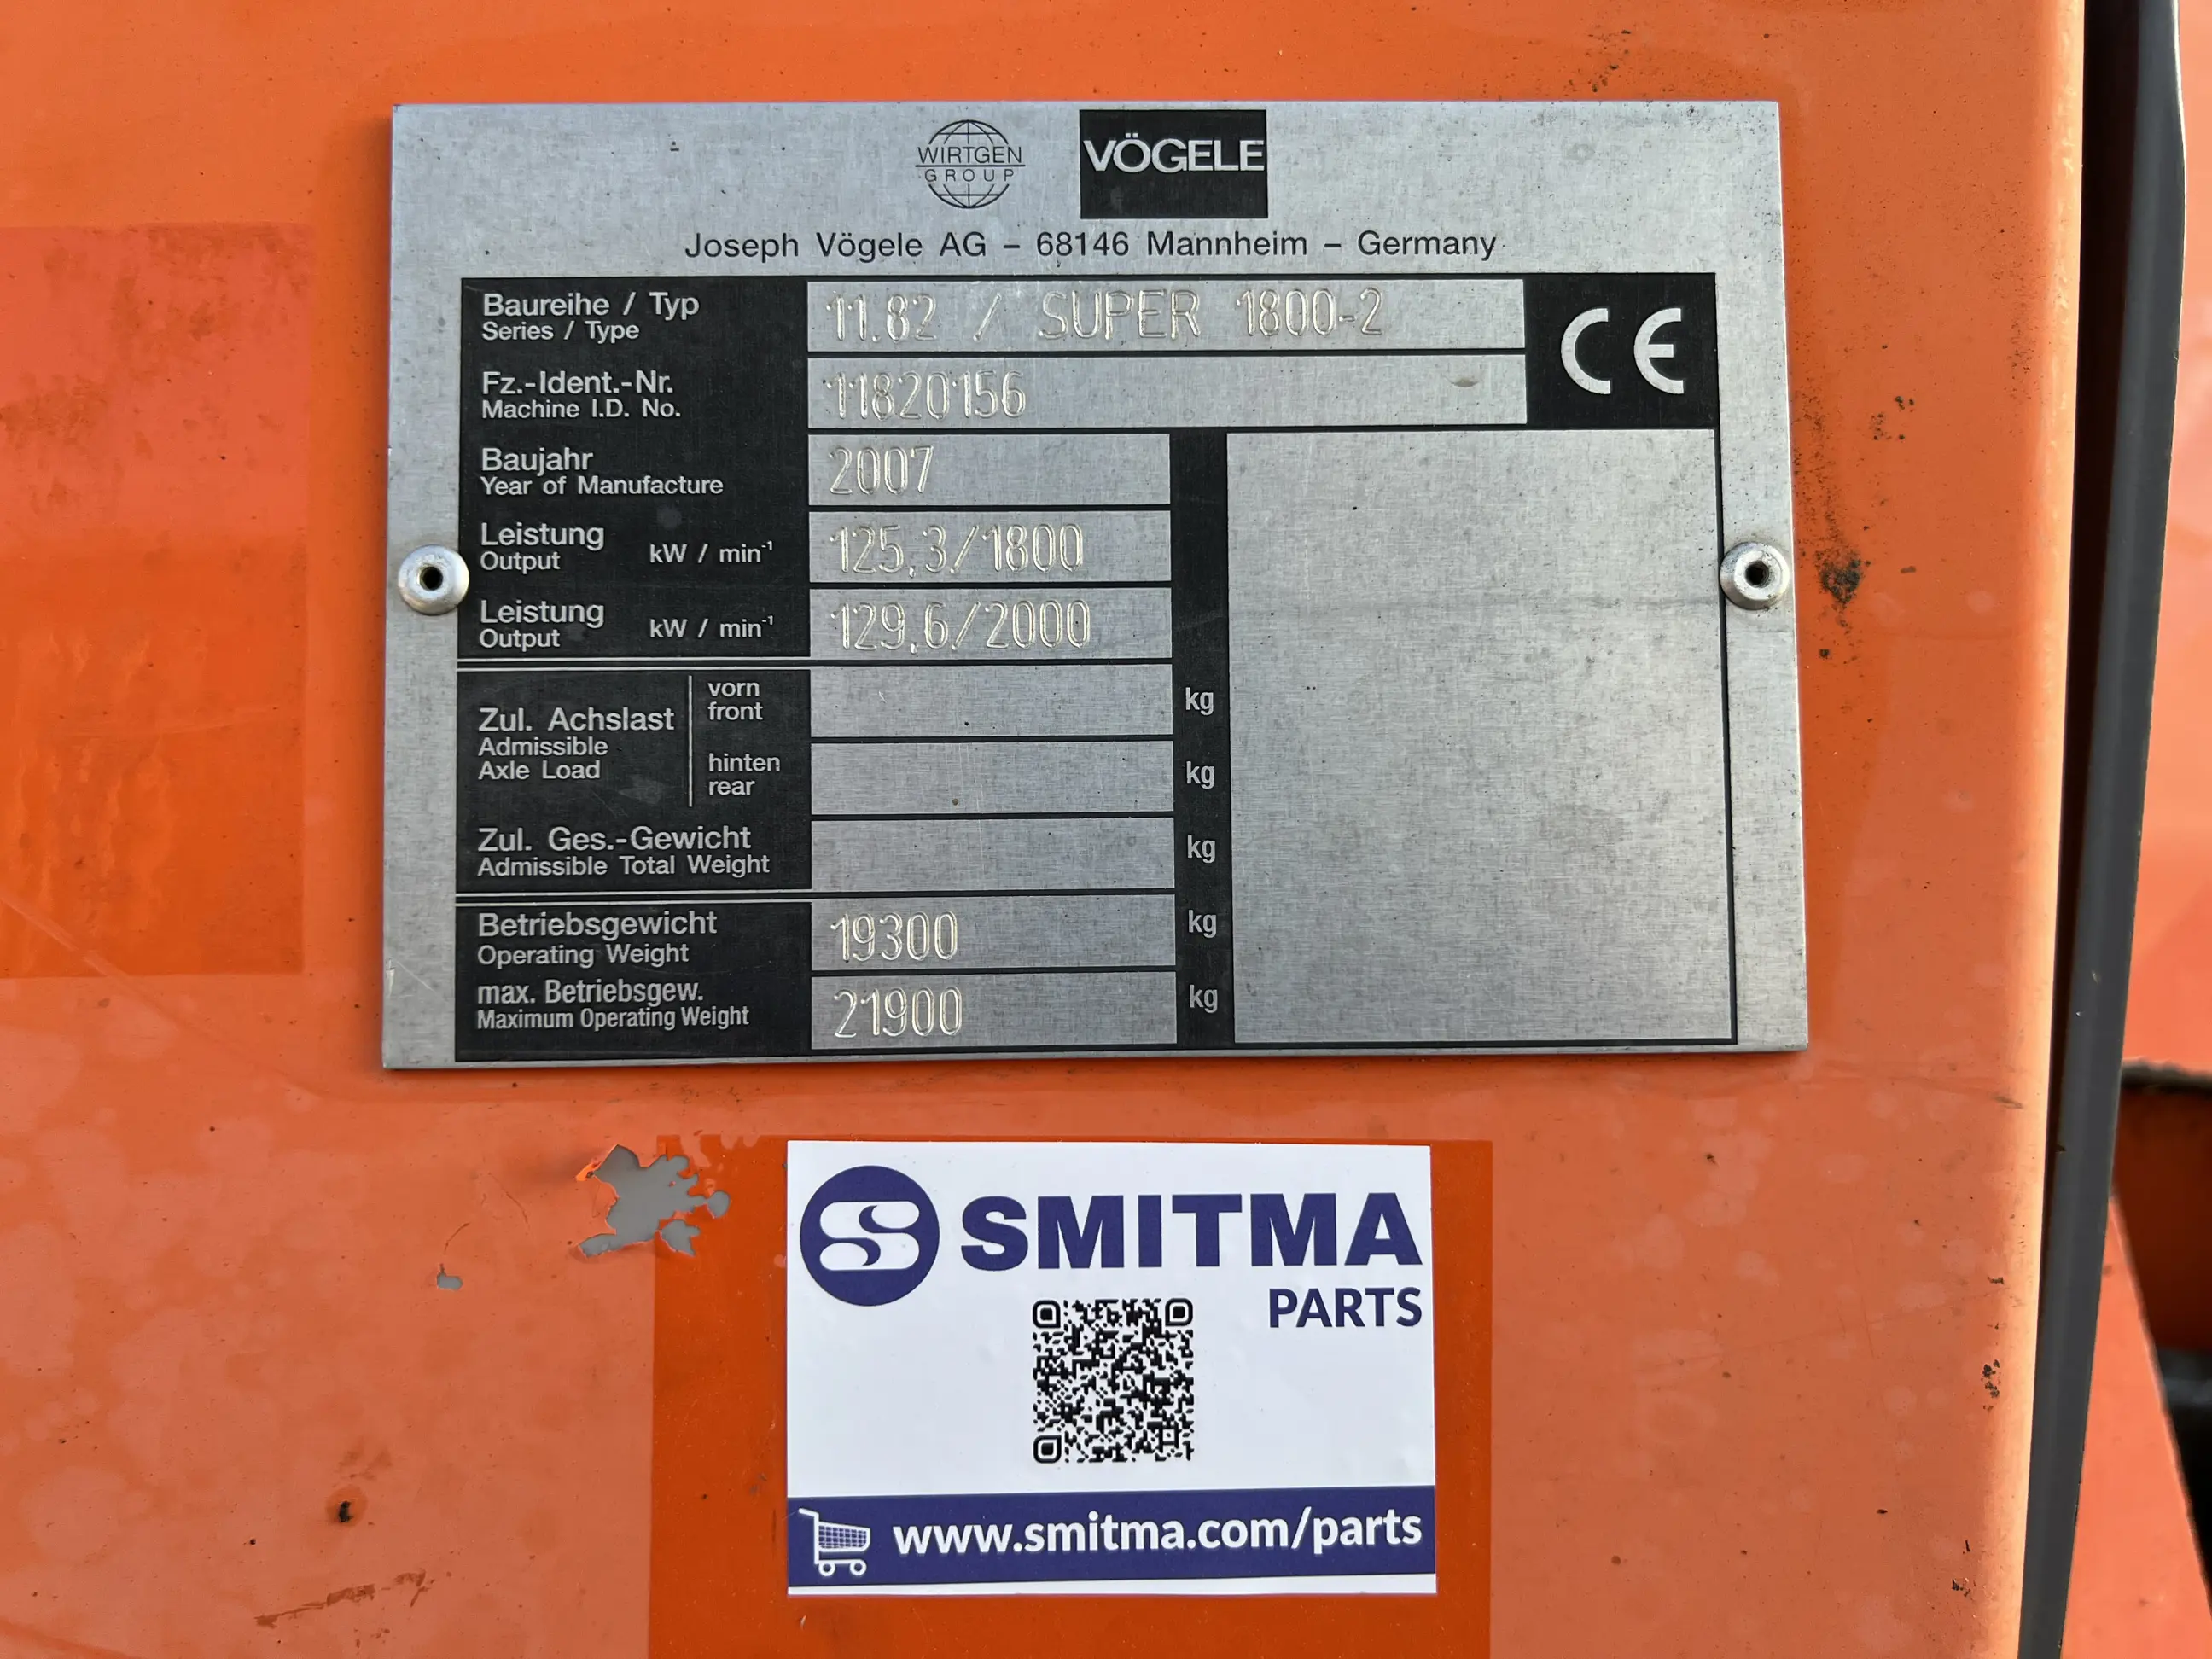 WIRTGEN
GROUP
VÖGELE
Joseph Vögele AG – 68146 Mannheim – Germany
Baureihe / Typ
Series / Type
11.82 / SUPER 1800-2
CE
Fz.-Ident.-Nr.
Machine I.D. No.
11820156
Baujahr
Year of Manufacture
2007
Leistung
Output
kW / min⁻¹
125,3/1800
Leistung
Output
kW / min⁻¹
129,6/2000
Zul. Achslast
Admissible
Axle Load
vorn
front
kg
hinten
rear
kg
Zul. Ges.-Gewicht
Admissible Total Weight
kg
Betriebsgewicht
Operating Weight
19300
kg
max. Betriebsgew.
Maximum Operating Weight
21900
kg
SMITMA
PARTS
www.smitma.com/parts